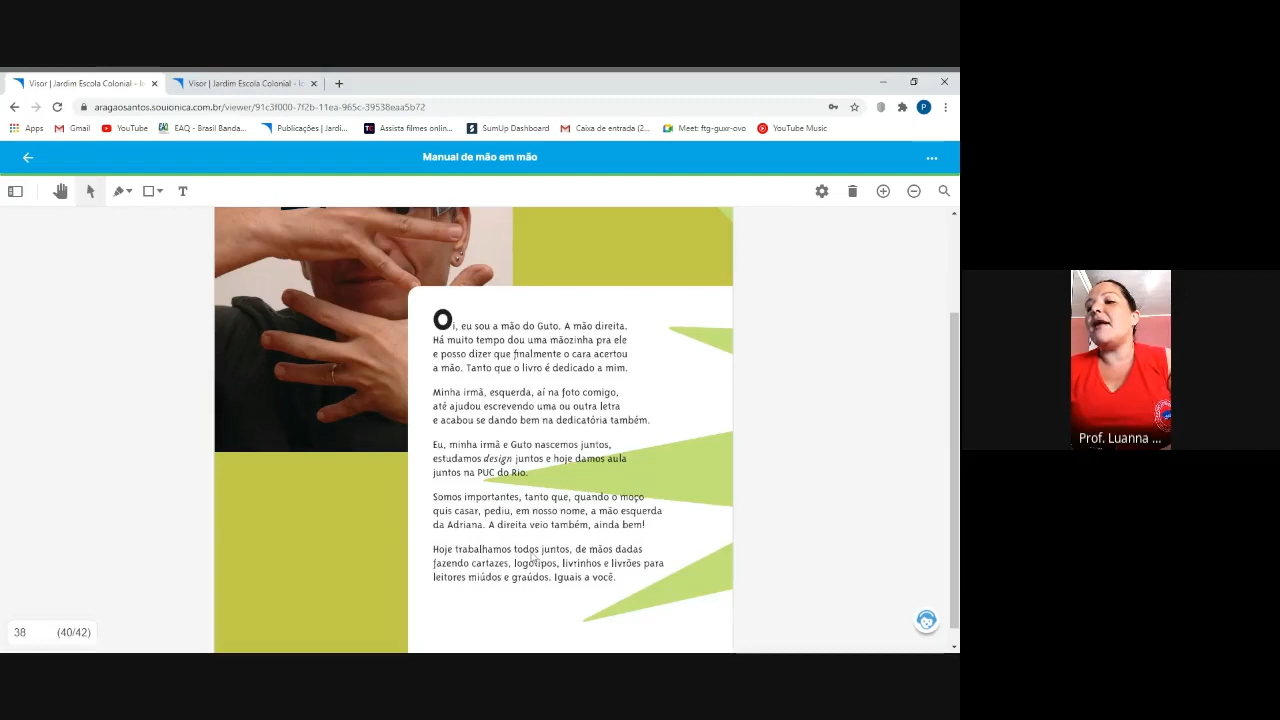 Visor | Jardim Escola Colonial - I
Visor | Jardim Escola Colonial - I
aragaosantos.souionica.com.br/viewer/91c3f000-7f2b-11ea-965c-39538eaa5b72
P
Apps
Gmail
YouTube
EAQ - Brasil Banda...
Publicações | Jardi...
Assista filmes onlin...
SumUp Dashboard
Caixa de entrada (2...
Meet: ftg-guxr-ovo
YouTube Music
Manual de mão em mão
T
Oi, eu sou a mão do Guto. A mão direita.
Há muito tempo dou uma mãozinha pra ele
e posso dizer que finalmente o cara acertou
a mão. Tanto que o livro é dedicado a mim.
Minha irmã, esquerda, aí na foto comigo,
até ajudou escrevendo uma ou outra letra
e acabou se dando bem na dedicatória também.
Eu, minha irmã e Guto nascemos juntos,
estudamos design juntos e hoje damos aula
juntos na PUC do Rio.
Somos importantes, tanto que, quando o moço
quis casar, pediu, em nosso nome, a mão esquerda
da Adriana. A direita veio também, ainda bem!
Hoje trabalhamos todos juntos, de mãos dadas
fazendo cartazes, logotipos, livrinhos e livrões para
leitores miúdos e graúdos. Iguais a você.
38 (40/42)
Prof. Luanna ...